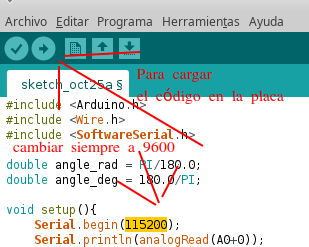 Archivo Editar Programa Herramientas Ayuda
Para cargar
el código en la placa
sketch_oct25a §
#include <Arduino.h>
#include <Wire.h>
#include <SoftwareSerial.h>
cambiar siempre a 9600
double angle_rad = PI/180.0;
double angle_deg = 180.0/PI;
void setup(){
Serial.begin(115200);
Serial.println(analogRead(A0+0));